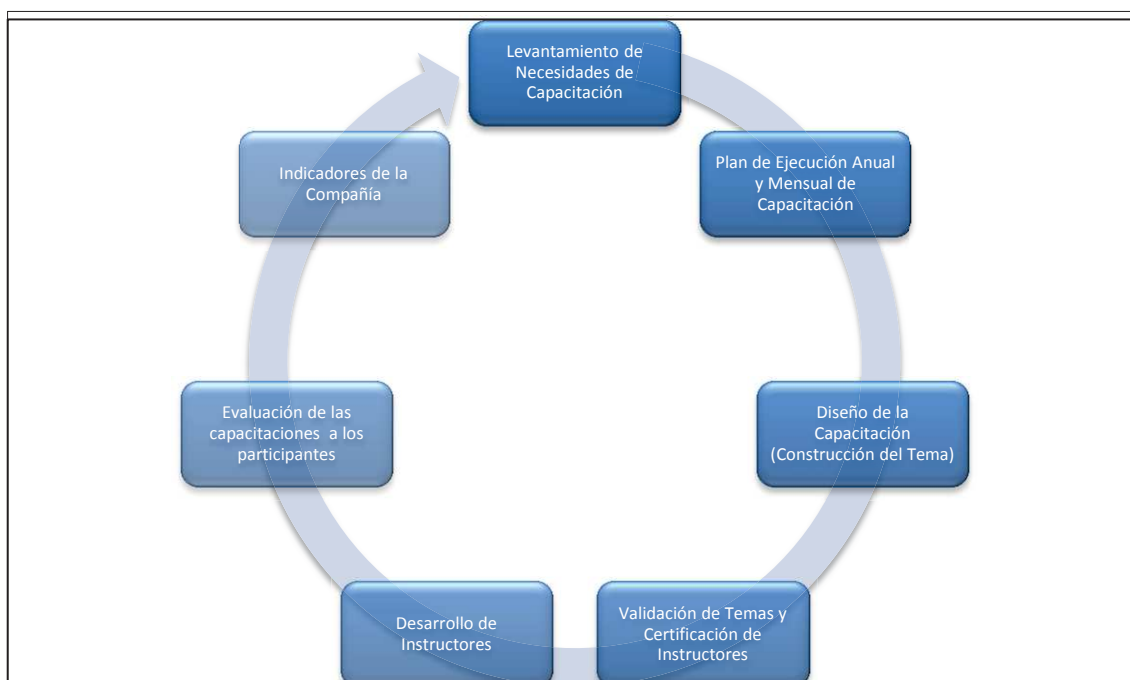 Levantamiento de
Necesidades de
Capacitación
Plan de Ejecución Anual
y Mensual de
Capacitación
Diseño de la
Capacitación
(Construcción del Tema)
Validación de Temas y
Certificación de
Instructores
Desarrollo de
Instructores
Evaluación de las
capacitaciones a los
participantes
Indicadores de la
Compañía